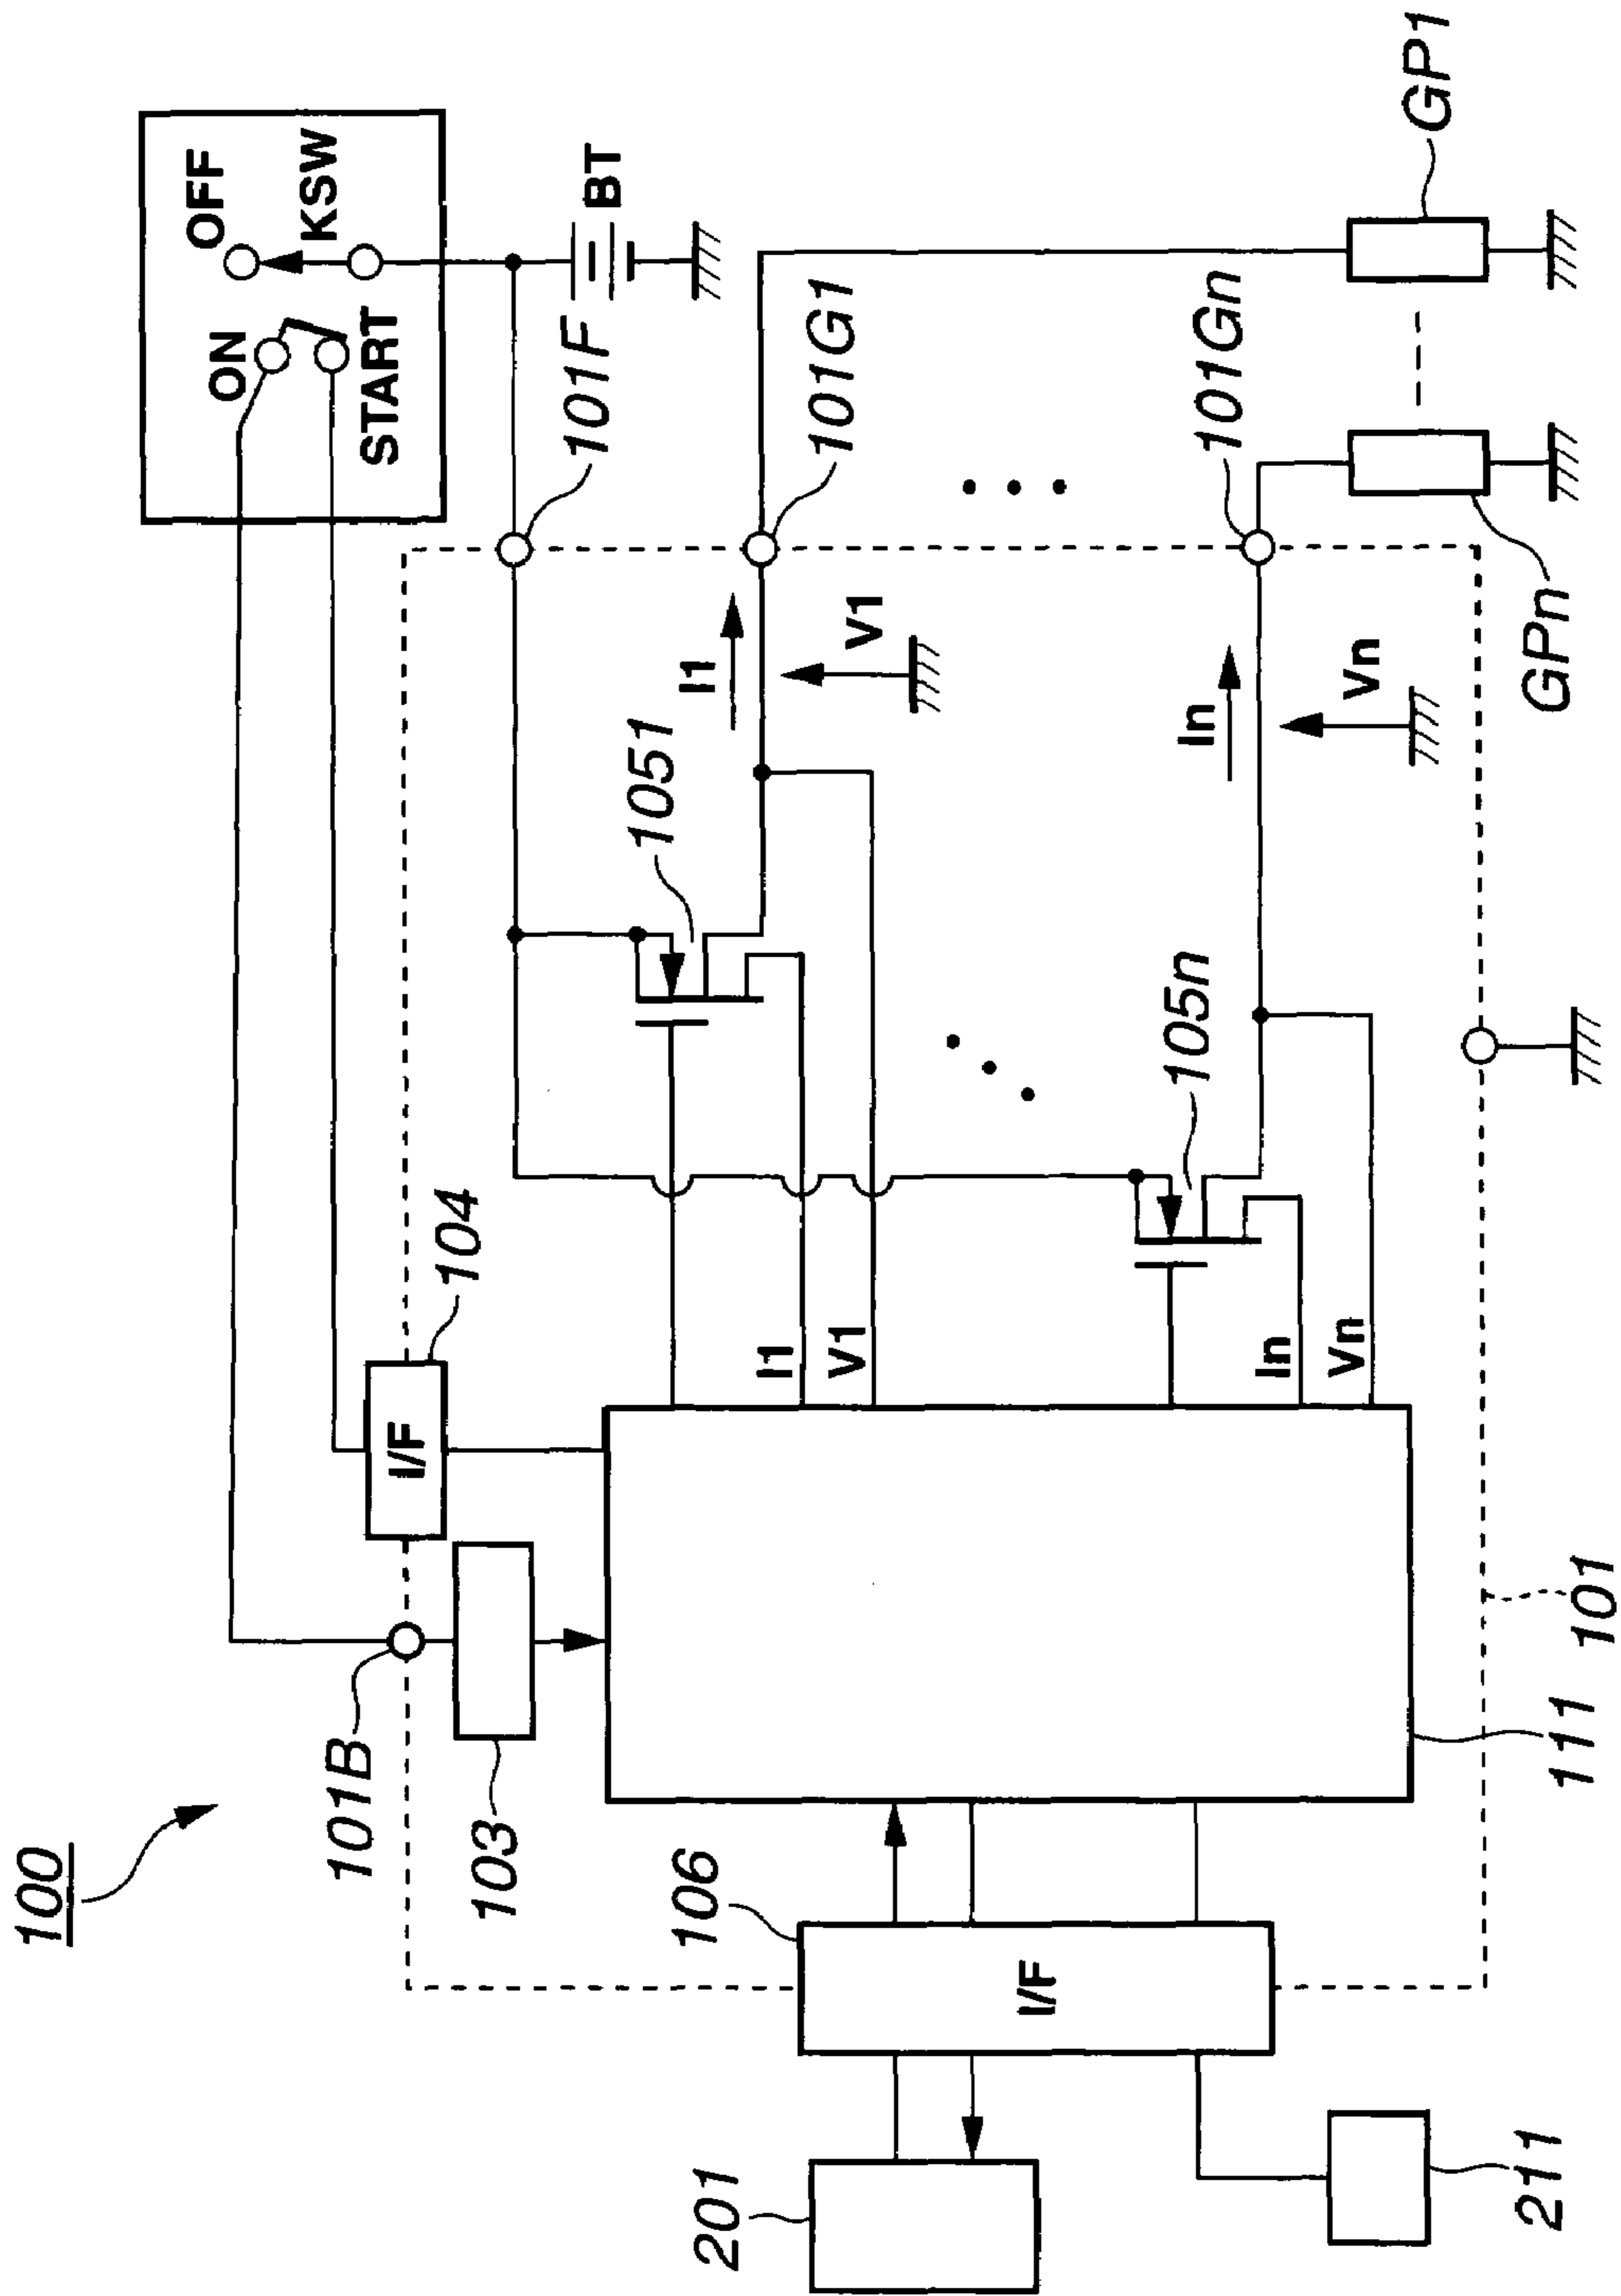 100
OFF
KSW
ON
START
BT
101F
101G1
101Gn
GP1
GPn
I1
V1
In
Vn
1051
105n
104
I/F
I1
V1
In
Vn
101B
103
106
I/F
111
101
201
211